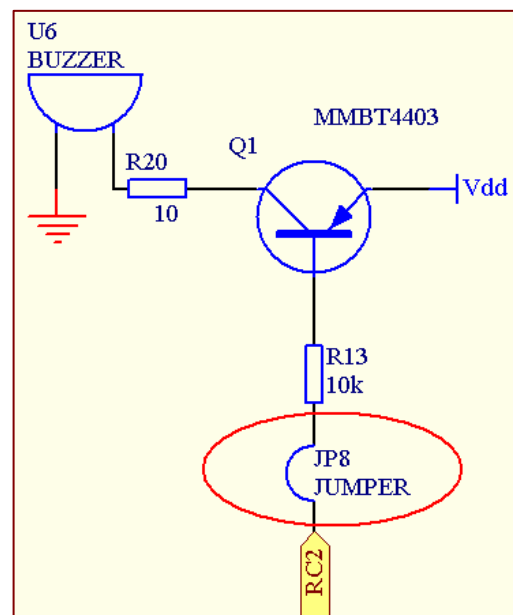 U6
BUZZER
MMBT4403
Q1
R20
10
Vdd
R13
10k
JP8
JUMPER
RC2